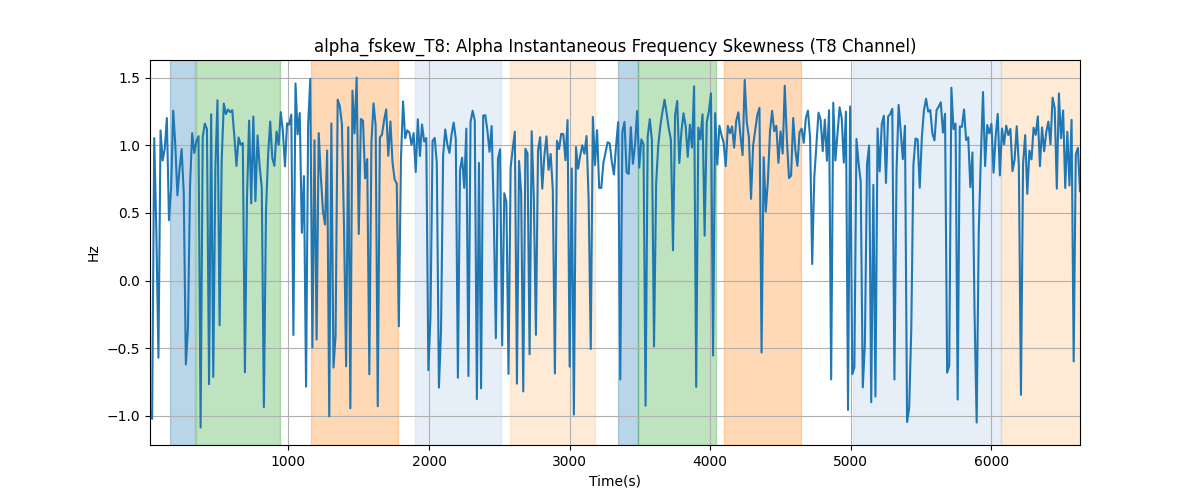 alpha_fskew_T8: Alpha Instantaneous Frequency Skewness (T8 Channel)
1.5
1.0
0.5
0.0
−0.5
−1.0
Hz
1000 2000 3000 4000 5000 6000
Time(s)